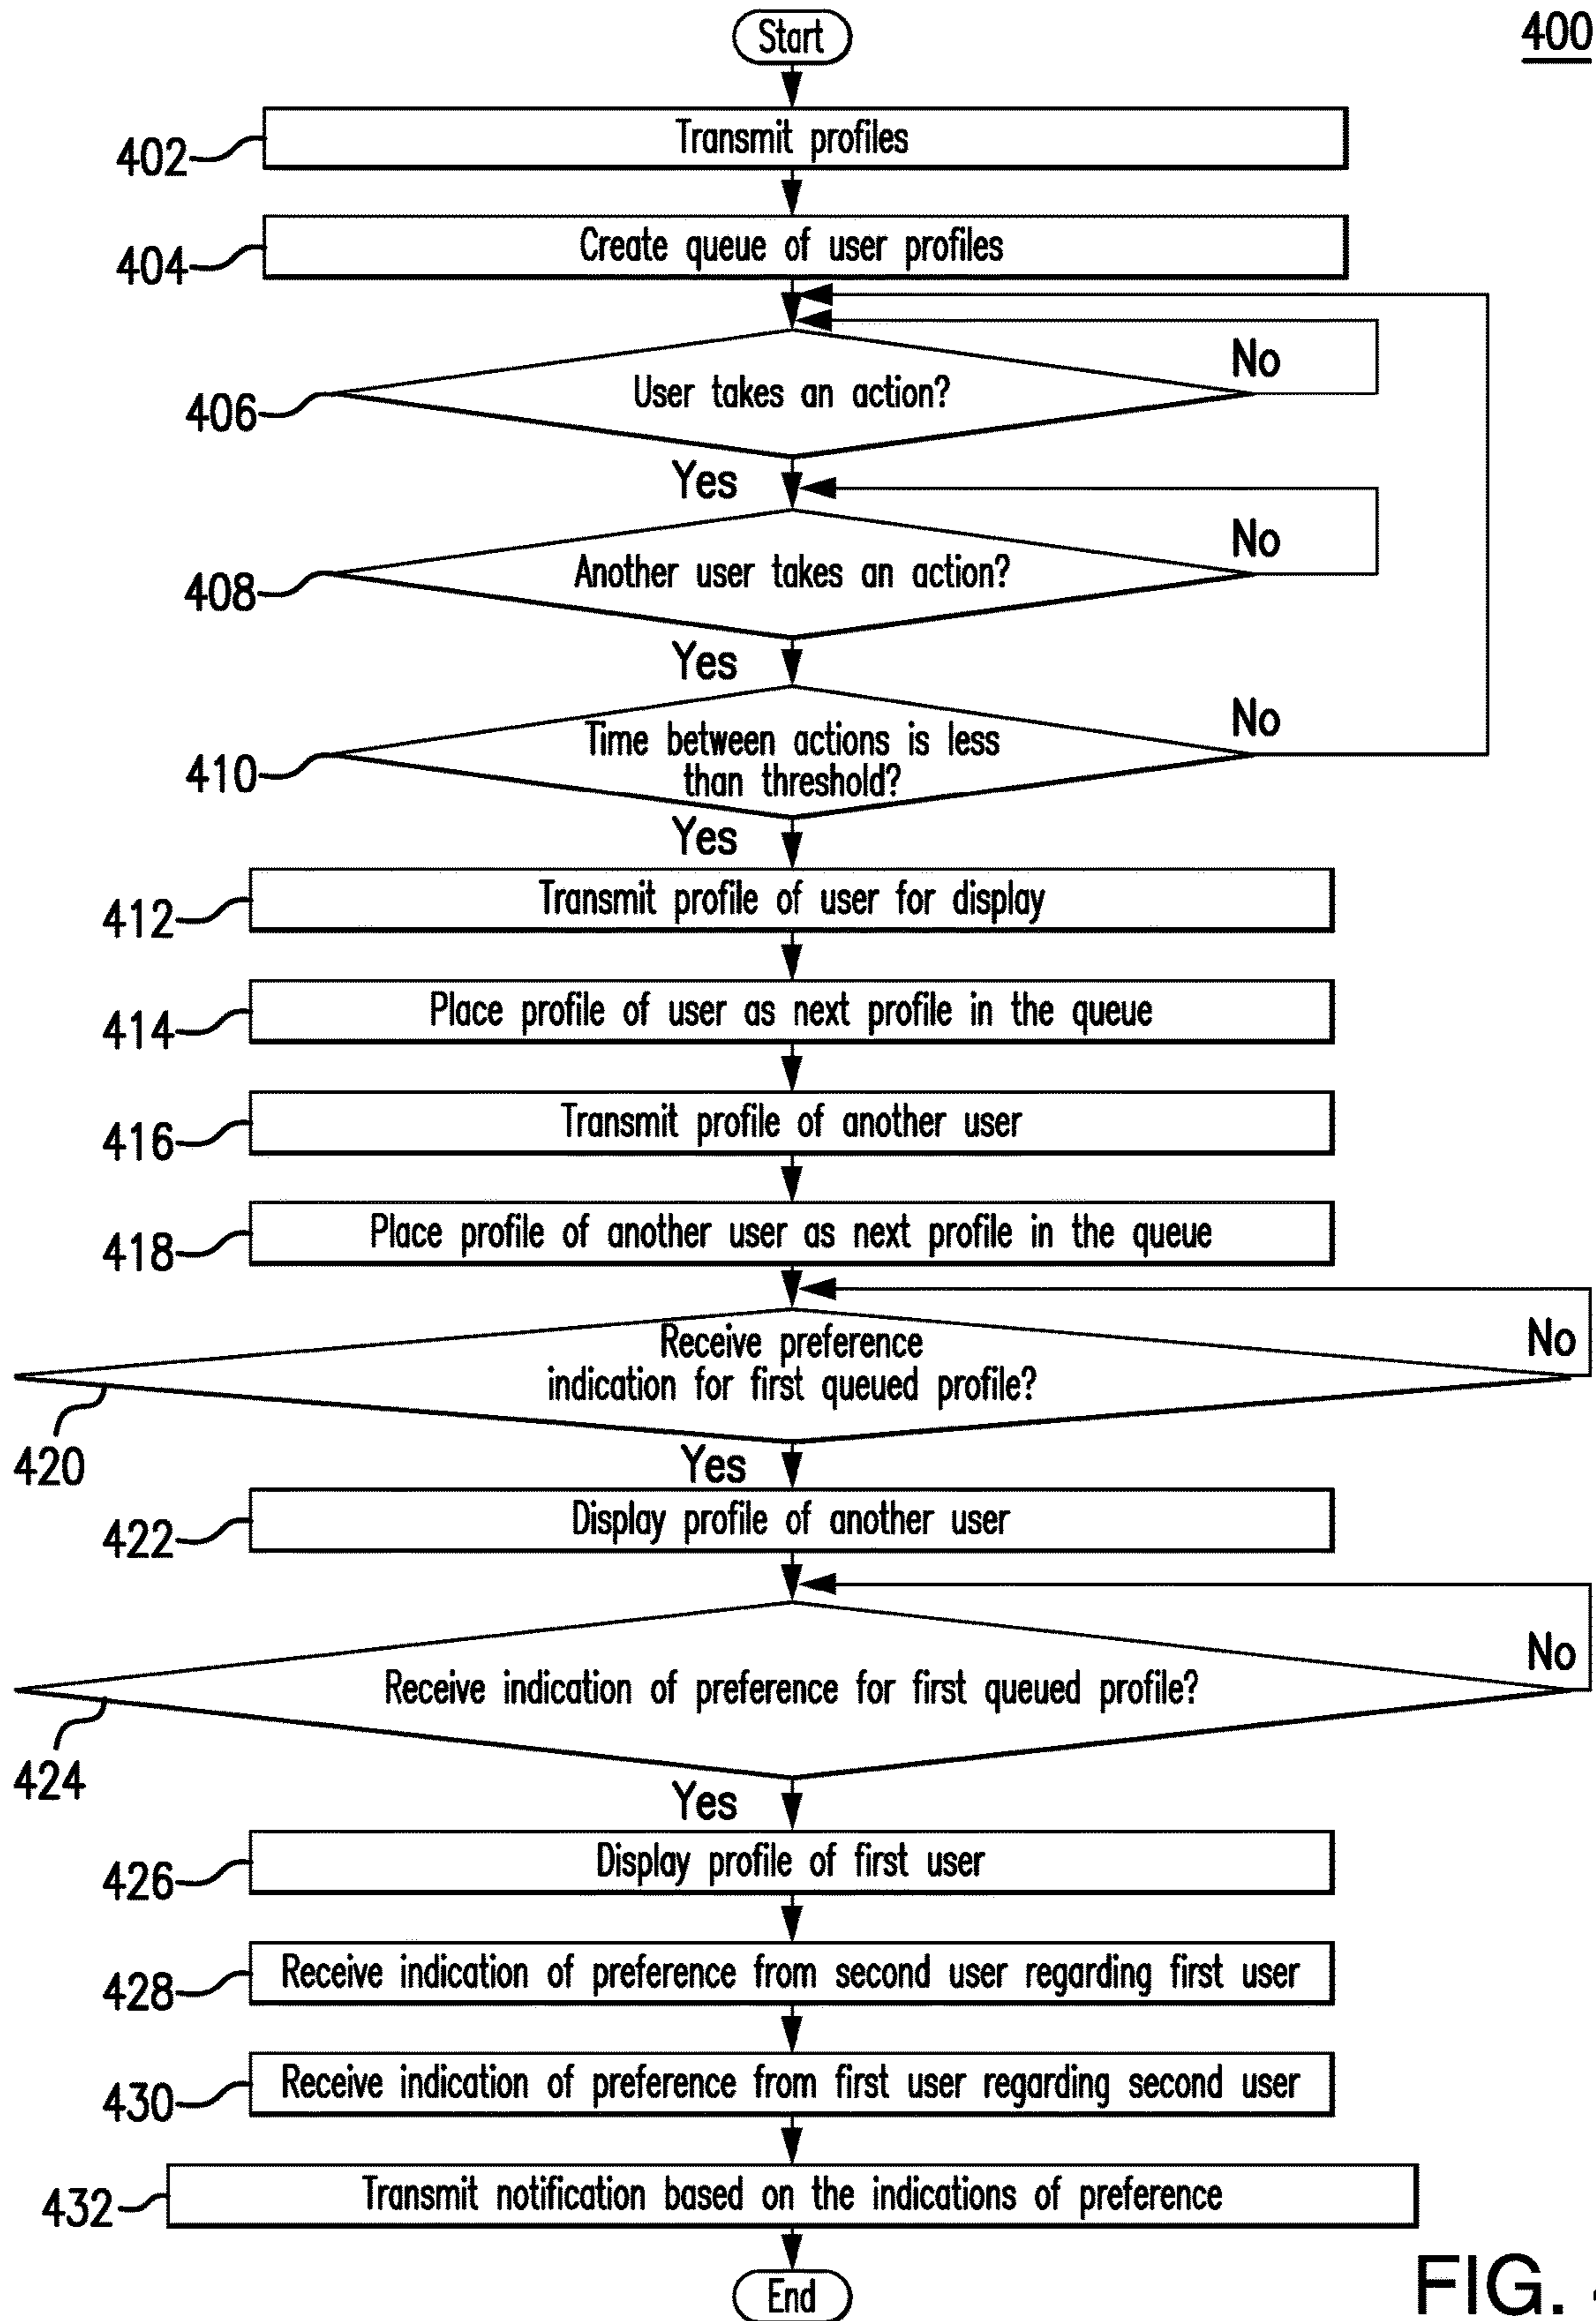 Start
400
402
Transmit profiles
404
Create queue of user profiles
406
User takes an action?
No
Yes
408
Another user takes an action?
No
Yes
410
Time between actions is less
than threshold?
No
Yes
412
Transmit profile of user for display
414
Place profile of user as next profile in the queue
416
Transmit profile of another user
418
Place profile of another user as next profile in the queue
420
Receive preference
indication for first queued profile?
No
Yes
422
Display profile of another user
424
Receive indication of preference for first queued profile?
No
Yes
426
Display profile of first user
428
Receive indication of preference from second user regarding first user
430
Receive indication of preference from first user regarding second user
432
Transmit notification based on the indications of preference
End
FIG.